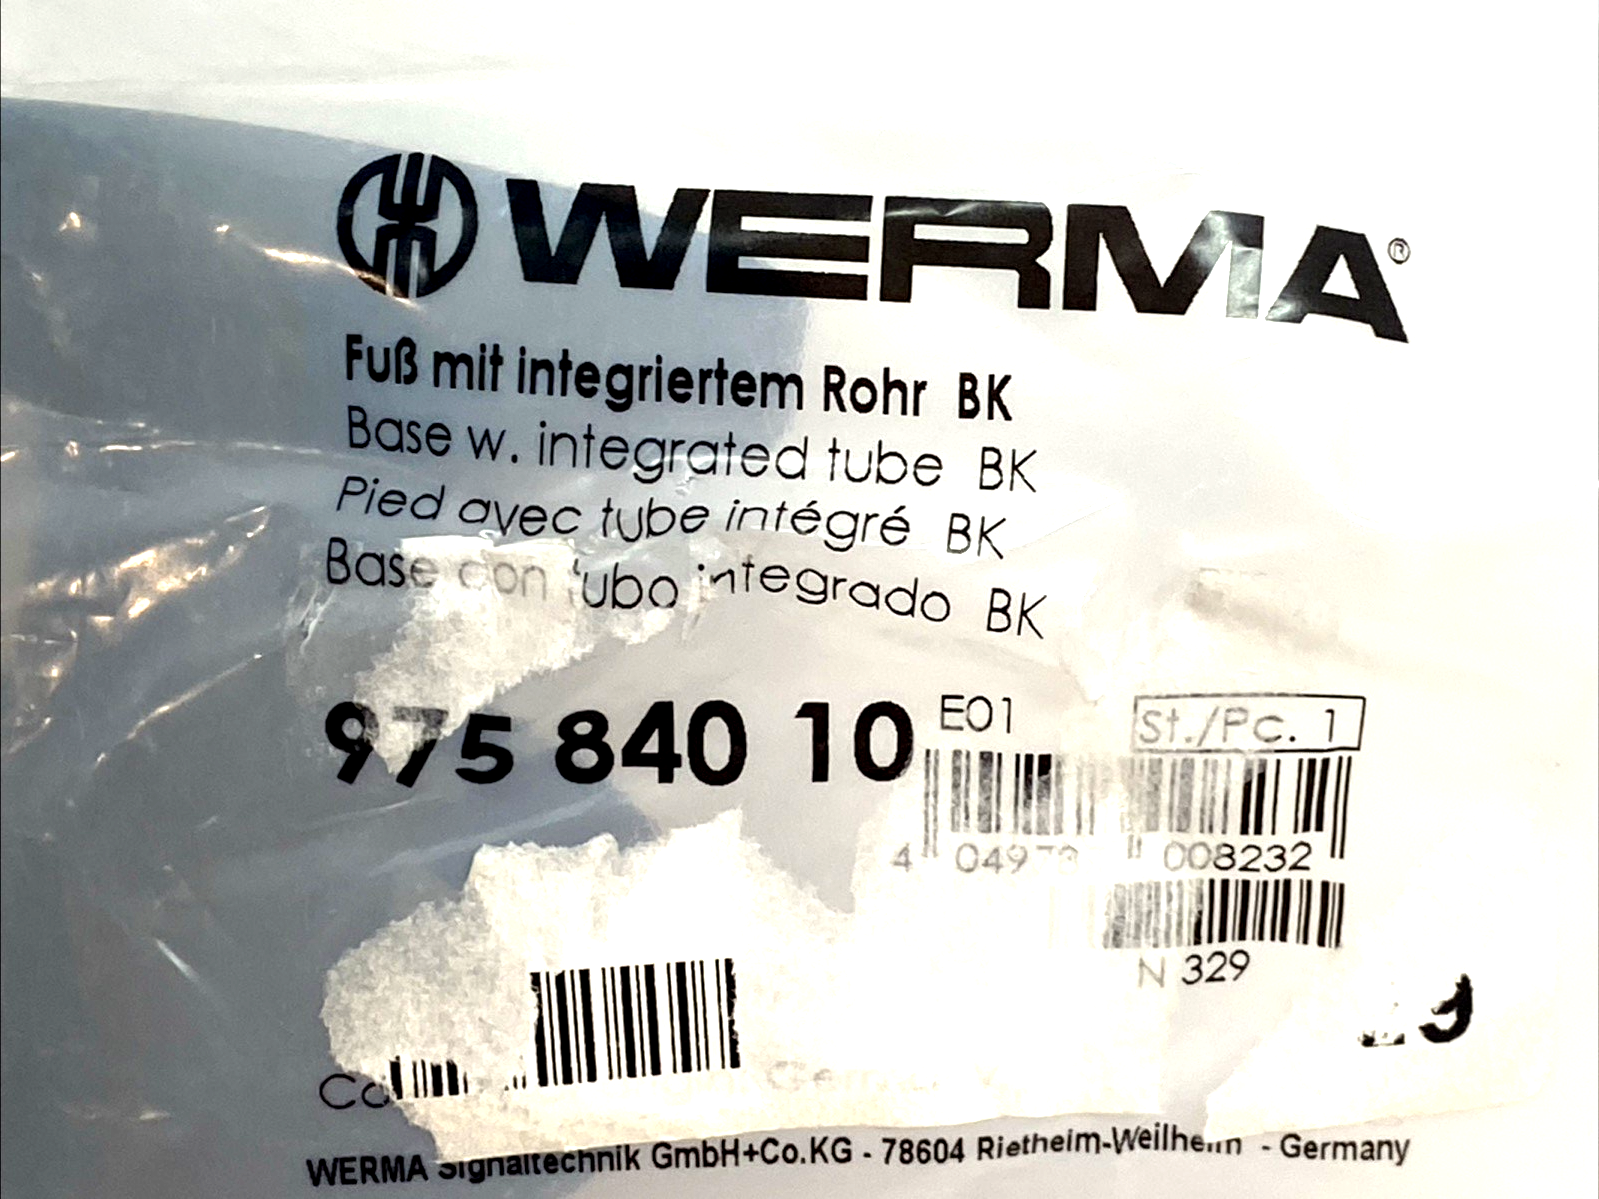 WERMA®
Fuß mit integriertem Rohr BK
Base w. integrated tube BK
Pied avec tube intégré BK
Base con tubo integrado BK
975 840 10 E01 St./Pc. 1
4 008232
N 329
WERMA Signaltechnik GmbH+Co.KG - 78604 Rietheim-Weilheim - Germany